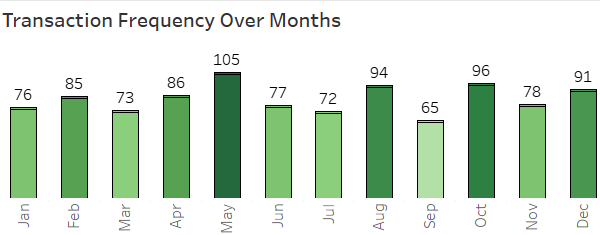 Transaction Frequency Over Months
76 85 73 86 105 77 72 94 65 96 78 91
Jan Feb Mar Apr May Jun Jul Aug Sep Oct Nov Dec